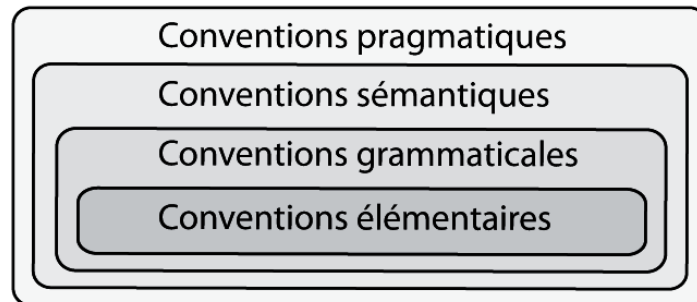 Conventions pragmatiques
Conventions sémantiques
Conventions grammaticales
Conventions élémentaires